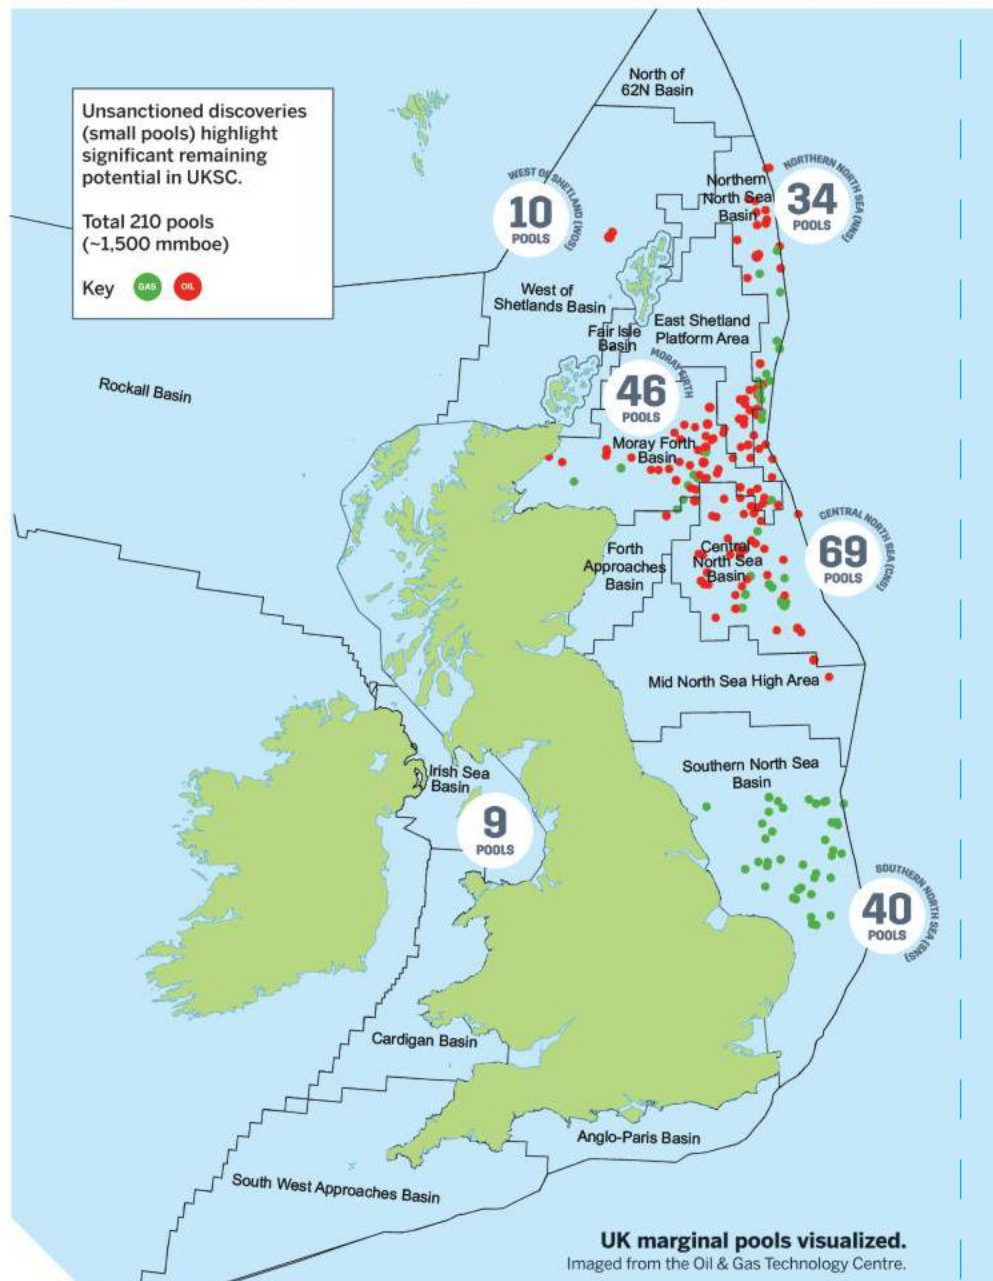 Unsanctioned discoveries
(small pools) highlight
significant remaining
potential in UKSC.
Total 210 pools
(~1,500 mmboe)
Key
GAS
OIL
North of
62N Basin
WEST OF SHETLAND (WOS)
10
POOLS
Northern
North Sea
Basin
NORTHERN NORTH SEA (NNS)
34
POOLS
West of
Shetlands Basin
Fair Isle
Basin
East Shetland
Platform Area
Rockall Basin
MORAY FIRTH
46
POOLS
Moray Forth
Basin
Forth
Approaches
Basin
Central
North Sea
Basin
CENTRAL NORTH SEA (CNS)
69
POOLS
Mid North Sea High Area
Southern North Sea
Basin
Irish Sea
Basin
9
POOLS
SOUTHERN NORTH SEA (SNS)
40
POOLS
Cardigan Basin
Anglo-Paris Basin
South West Approaches Basin
UK marginal pools visualized.
Imaged from the Oil & Gas Technology Centre.